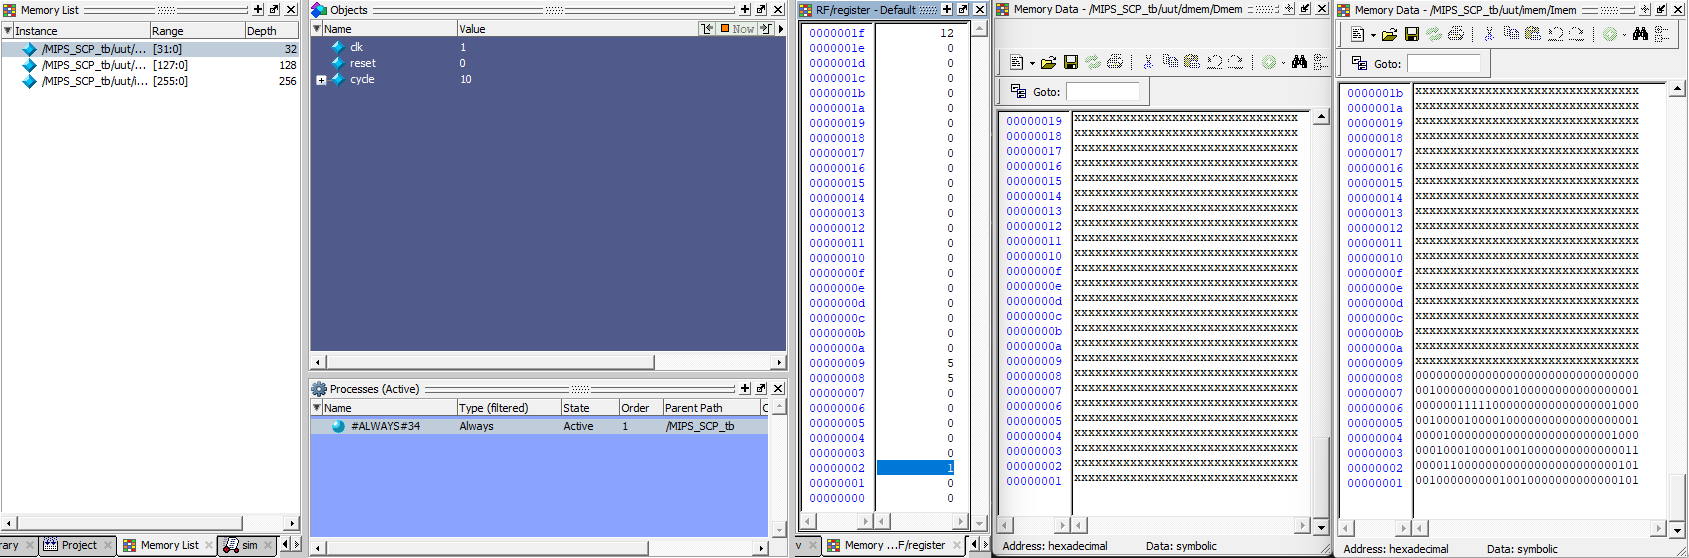 Memory List
Instance Range Depth
/MIPS_SCP_tb/uut/... [31:0] 32
/MIPS_SCP_tb/uut/... [127:0] 128
/MIPS_SCP_tb/uut/i... [255:0] 256
rary Project Memory List sim
Objects
Name Value Now
clk 1
reset 0
cycle 10
Processes (Active)
Name Type (filtered) State Order Parent Path
#ALWAYS#34 Always Active 1 /MIPS_SCP_tb
RF/register - Default
0000001f 12
0000001e 0
0000001d 0
0000001c 0
0000001b 0
0000001a 0
00000019 0
00000018 0
00000017 0
00000016 0
00000015 0
00000014 0
00000013 0
00000012 0
00000011 0
00000010 0
0000000f 0
0000000e 0
0000000d 0
0000000c 0
0000000b 0
0000000a 0
00000009 5
00000008 5
00000007 0
00000006 0
00000005 0
00000004 0
00000003 0
00000002 1
00000001 0
00000000 0
v Memory ...F/register
Memory Data - /MIPS_SCP_tb/uut/dmem/Dmem
Goto:
00000019 xxxxxxxxxxxxxxxxxxxxxxxxxxxxxxxx
00000018 xxxxxxxxxxxxxxxxxxxxxxxxxxxxxxxx
00000017 xxxxxxxxxxxxxxxxxxxxxxxxxxxxxxxx
00000016 xxxxxxxxxxxxxxxxxxxxxxxxxxxxxxxx
00000015 xxxxxxxxxxxxxxxxxxxxxxxxxxxxxxxx
00000014 xxxxxxxxxxxxxxxxxxxxxxxxxxxxxxxx
00000013 xxxxxxxxxxxxxxxxxxxxxxxxxxxxxxxx
00000012 xxxxxxxxxxxxxxxxxxxxxxxxxxxxxxxx
00000011 xxxxxxxxxxxxxxxxxxxxxxxxxxxxxxxx
00000010 xxxxxxxxxxxxxxxxxxxxxxxxxxxxxxxx
0000000f xxxxxxxxxxxxxxxxxxxxxxxxxxxxxxxx
0000000e xxxxxxxxxxxxxxxxxxxxxxxxxxxxxxxx
0000000d xxxxxxxxxxxxxxxxxxxxxxxxxxxxxxxx
0000000c xxxxxxxxxxxxxxxxxxxxxxxxxxxxxxxx
0000000b xxxxxxxxxxxxxxxxxxxxxxxxxxxxxxxx
0000000a xxxxxxxxxxxxxxxxxxxxxxxxxxxxxxxx
00000009 xxxxxxxxxxxxxxxxxxxxxxxxxxxxxxxx
00000008 xxxxxxxxxxxxxxxxxxxxxxxxxxxxxxxx
00000007 xxxxxxxxxxxxxxxxxxxxxxxxxxxxxxxx
00000006 xxxxxxxxxxxxxxxxxxxxxxxxxxxxxxxx
00000005 xxxxxxxxxxxxxxxxxxxxxxxxxxxxxxxx
00000004 xxxxxxxxxxxxxxxxxxxxxxxxxxxxxxxx
00000003 xxxxxxxxxxxxxxxxxxxxxxxxxxxxxxxx
00000002 xxxxxxxxxxxxxxxxxxxxxxxxxxxxxxxx
00000001 xxxxxxxxxxxxxxxxxxxxxxxxxxxxxxxx
Address: hexadecimal Data: symbolic
Memory Data - /MIPS_SCP_tb/uut/imem/Imem
Goto:
0000001b xxxxxxxxxxxxxxxxxxxxxxxxxxxxxxxx
0000001a xxxxxxxxxxxxxxxxxxxxxxxxxxxxxxxx
00000019 xxxxxxxxxxxxxxxxxxxxxxxxxxxxxxxx
00000018 xxxxxxxxxxxxxxxxxxxxxxxxxxxxxxxx
00000017 xxxxxxxxxxxxxxxxxxxxxxxxxxxxxxxx
00000016 xxxxxxxxxxxxxxxxxxxxxxxxxxxxxxxx
00000015 xxxxxxxxxxxxxxxxxxxxxxxxxxxxxxxx
00000014 xxxxxxxxxxxxxxxxxxxxxxxxxxxxxxxx
00000013 xxxxxxxxxxxxxxxxxxxxxxxxxxxxxxxx
00000012 xxxxxxxxxxxxxxxxxxxxxxxxxxxxxxxx
00000011 xxxxxxxxxxxxxxxxxxxxxxxxxxxxxxxx
00000010 xxxxxxxxxxxxxxxxxxxxxxxxxxxxxxxx
0000000f xxxxxxxxxxxxxxxxxxxxxxxxxxxxxxxx
0000000e xxxxxxxxxxxxxxxxxxxxxxxxxxxxxxxx
0000000d xxxxxxxxxxxxxxxxxxxxxxxxxxxxxxxx
0000000c xxxxxxxxxxxxxxxxxxxxxxxxxxxxxxxx
0000000b xxxxxxxxxxxxxxxxxxxxxxxxxxxxxxxx
0000000a xxxxxxxxxxxxxxxxxxxxxxxxxxxxxxxx
00000009 xxxxxxxxxxxxxxxxxxxxxxxxxxxxxxxx
00000008 00000000000000000000000000000000
00000007 00100000000000100000000000000001
00000006 00000011111000000000000000001000
00000005 00100001000010000000000000000001
00000004 00001000000000000000000000001000
00000003 00010001000010010000000000000011
00000002 00001100000000000000000000000101
00000001 00100000000010010000000000000101
Address: hexadecimal Data: symbolic